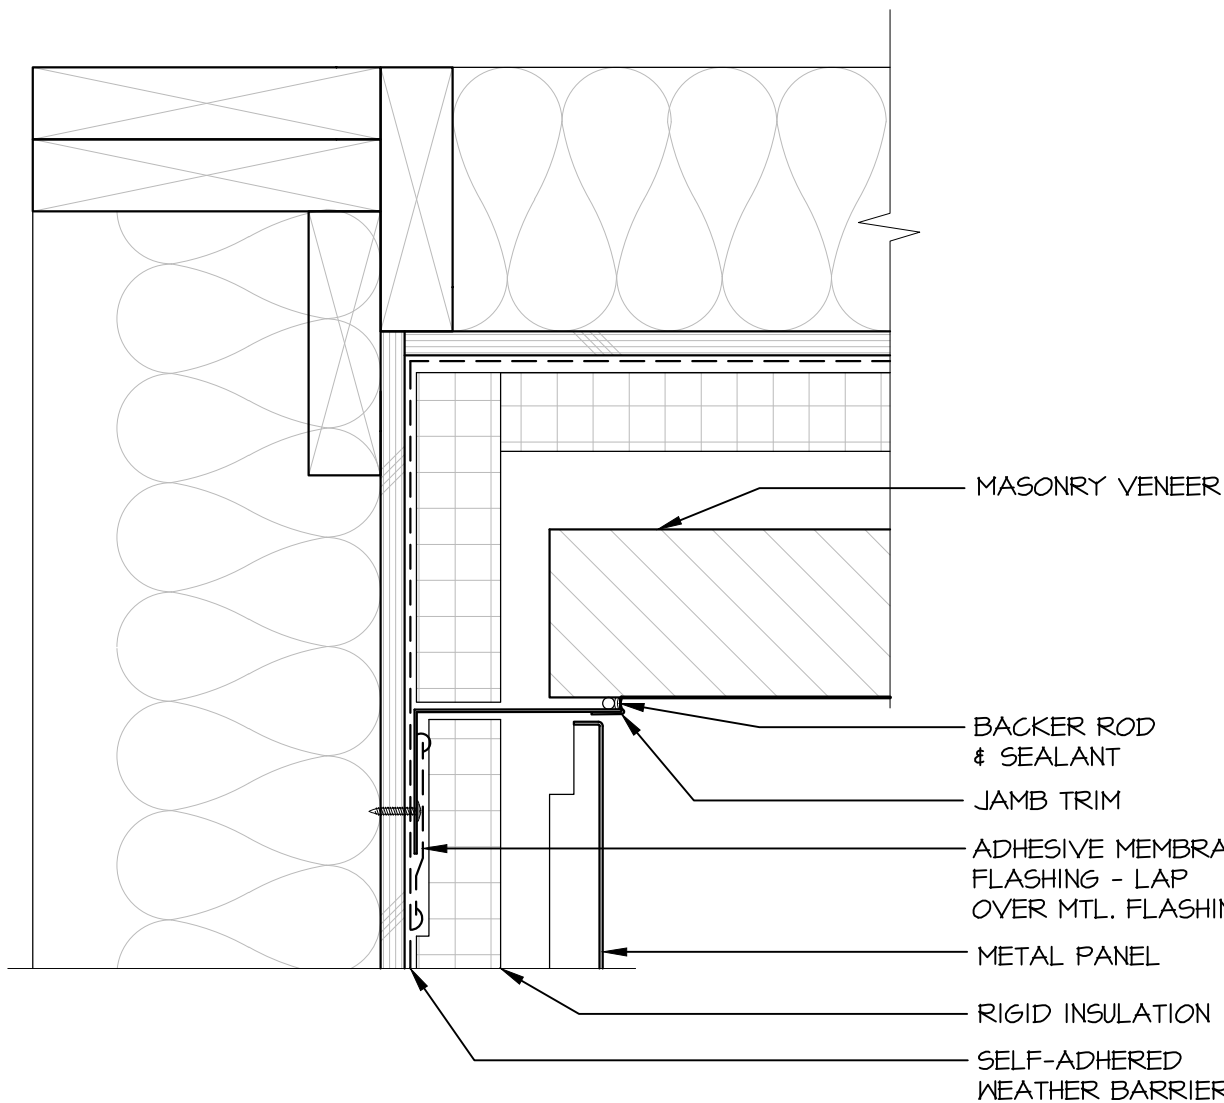 MASONRY VENEER
BACKER ROD
& SEALANT
JAMB TRIM
ADHESIVE MEMBRA
FLASHING - LAP
OVER MTL. FLASHIN
METAL PANEL
RIGID INSULATION
SELF-ADHERED
WEATHER BARRIER